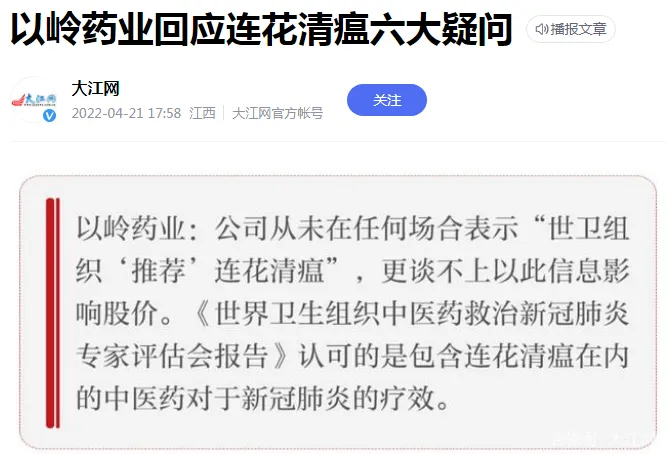 以岭药业回应连花清瘟六大疑问
播报文章
大江网
大江网
2022-04-21 17:58 江西 大江网官方帐号
关注
以岭药业：公司从未在任何场合表示“世卫组
织‘推荐’连花清瘟”，更谈不上以此信息影
响股价。《世界卫生组织中医药救治新冠肺炎
专家评估会报告》认可的是包含连花清瘟在内
的中医药对于新冠肺炎的疗效。